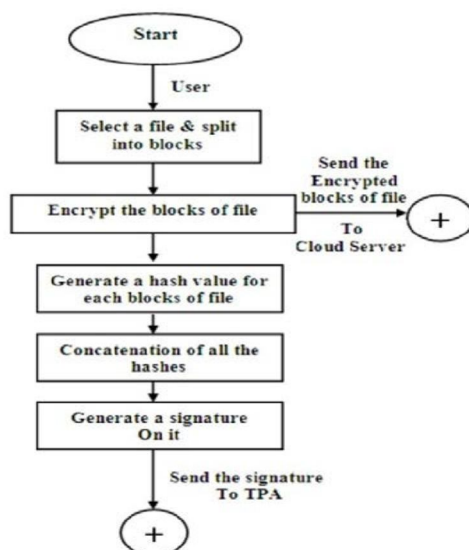 Start
User
Select a file & split
into blocks
Send the
Encrypted
blocks of file
Encrypt the blocks of file
+
To
Cloud Server
Generate a hash value for
each blocks of file
Concatenation of all the
hashes
Generate a signature
On it
Send the signature
To TPA
+